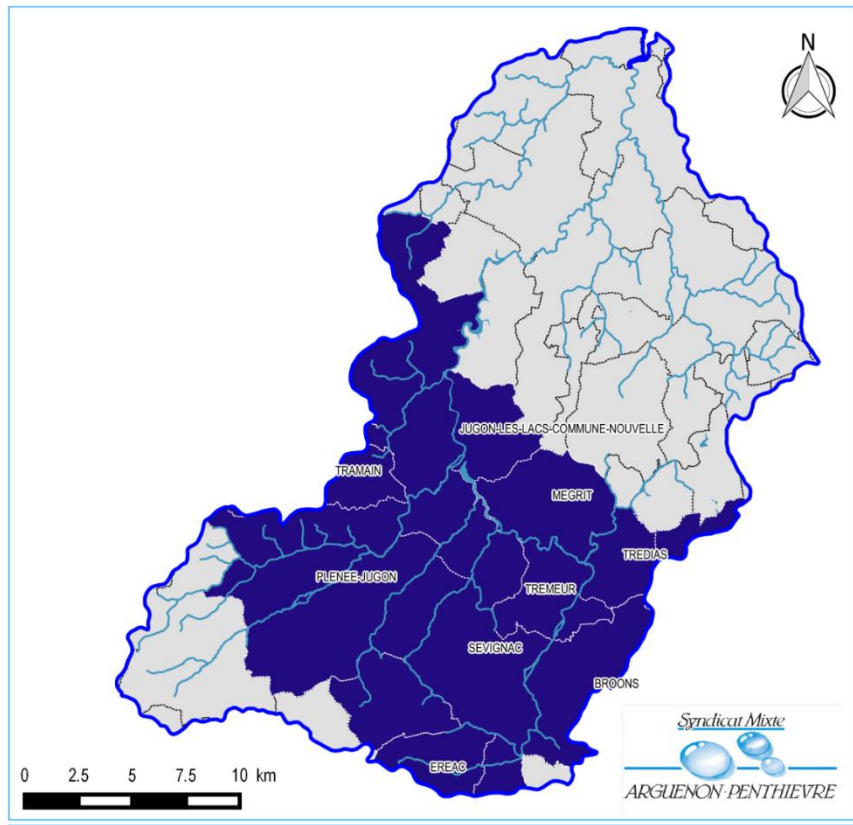 N
JUGON-LES-LACS-COMMUNE-NOUVELLE
TRAMAIN
MEGRIT
TREDIAS
PLENEE-JUGON
TREMEUR
SEVIGNAC
BROONS
EREAC
0 2.5 5 7.5 10 km
Syndicat Mixte
ARGUENON-PENTHIEVRE